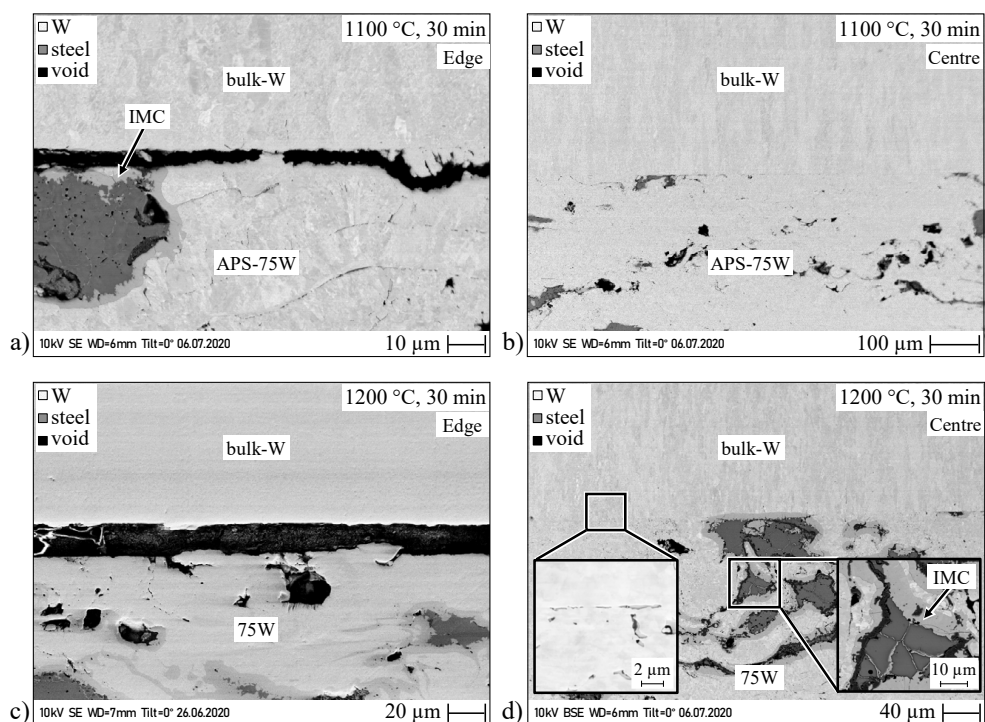 W
steel
void
1100 °C, 30 min
Edge
bulk-W
IMC
APS-75W
a)
10kV SE WD=6mm Tilt=0° 06.07.2020
10 µm
W
steel
void
1100 °C, 30 min
Centre
bulk-W
APS-75W
b)
10kV SE WD=6mm Tilt=0° 06.07.2020
100 µm
W
steel
void
1200 °C, 30 min
Edge
bulk-W
75W
c)
10kV SE WD=7mm Tilt=0° 26.06.2020
20 µm
W
steel
void
1200 °C, 30 min
Centre
bulk-W
IMC
2 µm
75W
10 µm
d)
10kV BSE WD=6mm Tilt=0° 06.07.2020
40 µm